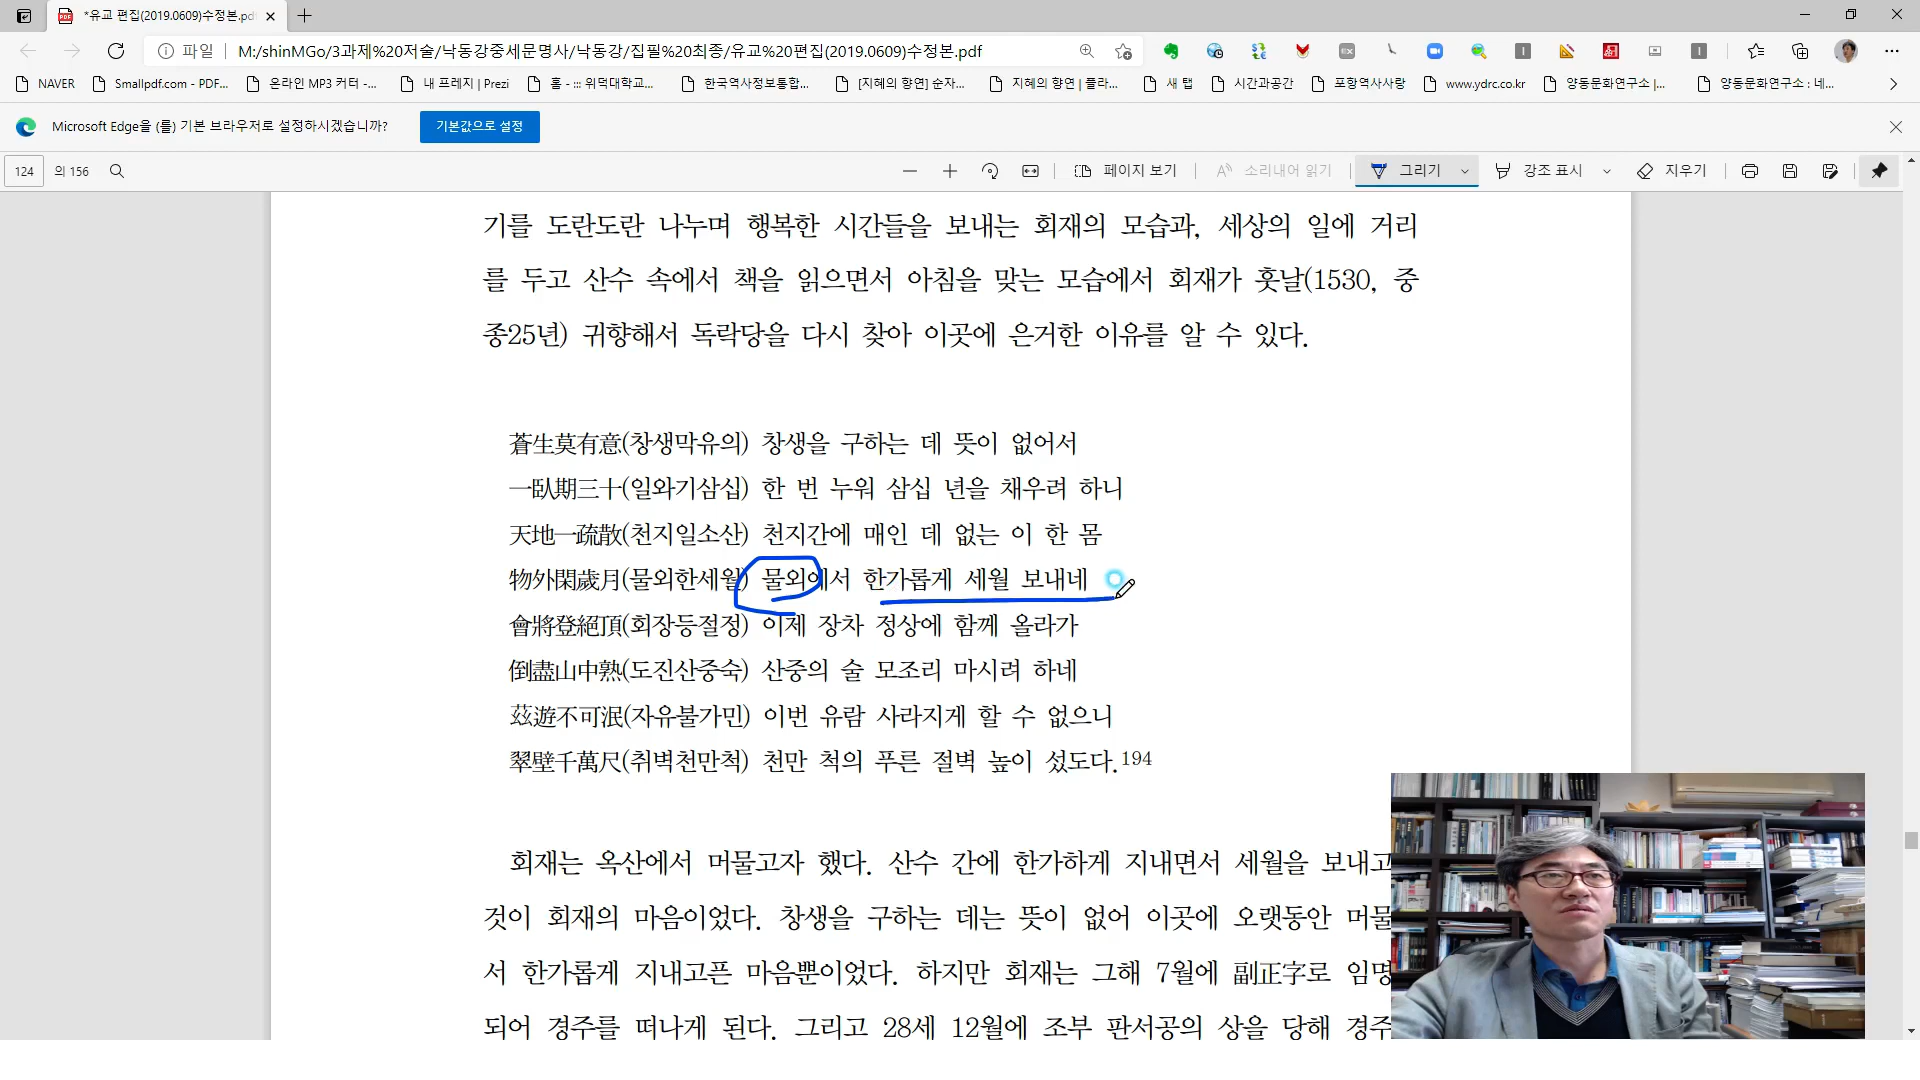 *유교 편집(2019.0609)수정본.pd
파일 M:/shinMGo/3과제%20저술/낙동강중세문명사/낙동강/집필%20최종/유교%20편집(2019.0609)수정본.pdf
NAVER Smallpdf.com - PDF... 온라인 MP3 커터 -... 내 프레지 | Prezi 홈 - ::: 위덕대학교... 한국역사정보통합... [지혜의 향연] 순자... 지혜의 향연 | 플라... 새 탭 시간과공간 포항역사사랑 www.ydrc.co.kr 양동문화연구소 |... 양동문화연구소 : 네...
Microsoft Edge을 (를) 기본 브라우저로 설정하시겠습니까? 기본값으로 설정
124 의 156 페이지 보기 소리내어 읽기 그리기 강조 표시 지우기
기를 도란도란 나누며 행복한 시간들을 보내는 회재의 모습과, 세상의 일에 거리
를 두고 산수 속에서 책을 읽으면서 아침을 맞는 모습에서 회재가 훗날(1530, 중
종25년) 귀향해서 독락당을 다시 찾아 이곳에 은거한 이유를 알 수 있다.
蒼生莫有意(창생막유의) 창생을 구하는 데 뜻이 없어서
一臥期三十(일와기삼십) 한 번 누워 삼십 년을 채우려 하니
天地一疏散(천지일소산) 천지간에 매인 데 없는 이 한 몸
物外閑歲月(물외한세월) 물외에서 한가롭게 세월 보내네
會將登絕頂(회장등절정) 이제 장차 정상에 함께 올라가
倒盡山中熟(도진산중숙) 산중의 술 모조리 마시려 하네
茲遊不可泯(자유불가민) 이번 유람 사라지게 할 수 없으니
翠壁千萬尺(취벽천만척) 천만 척의 푸른 절벽 높이 섰도다.194
회재는 옥산에서 머물고자 했다. 산수 간에 한가하게 지내면서 세월을 보내고
것이 회재의 마음이었다. 창생을 구하는 데는 뜻이 없어 이곳에 오랫동안 머물
서 한가롭게 지내고픈 마음뿐이었다. 하지만 회재는 그해 7월에 副正字로 임명
되어 경주를 떠나게 된다. 그리고 28세 12월에 조부 판서공의 상을 당해 경주